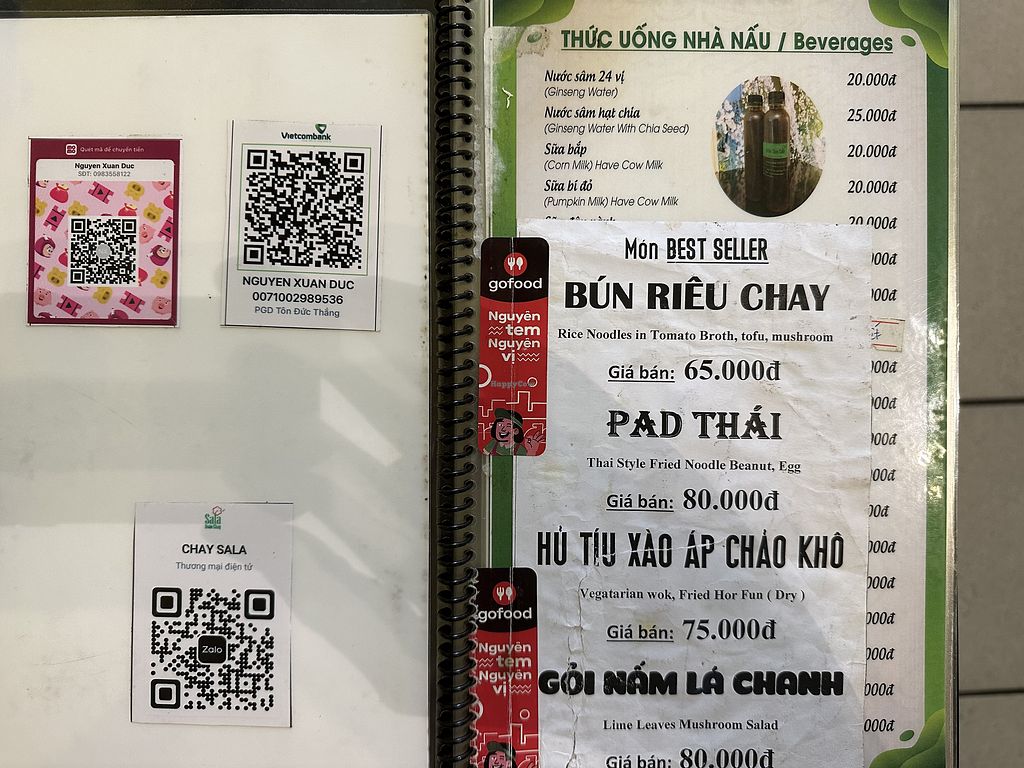 Quét mã để chuyển tiền
Nguyen Xuan Duc
SĐT: 0983558122
Vietcombank
NGUYEN XUAN DUC
0071002989536
PGD Tôn Đức Thắng
Sala
CHAY SALA
Thương mại điện tử
Zalo
THỨC UỐNG NHÀ NẤU / Beverages
Nước sâm 24 vị 20.000đ
(Ginseng Water)
Nước sâm hạt chía 25.000đ
(Ginseng Water With Chia Seed)
Sữa bắp 20.000đ
(Corn Milk) Have Cow Milk
Sữa bí đỏ 20.000đ
(Pumpkin Milk) Have Cow Milk
20.000đ
gofood
Nguyên
tem
Nguyên
vị
HappyCow
Món BEST SELLER
BÚN RIÊU CHAY
Rice Noodles in Tomato Broth, tofu, mushroom
Giá bán: 65.000đ
PAD THÁI
Thai Style Fried Noodle Beanut, Egg
Giá bán: 80.000đ
HỦ TÍU XÀO ÁP CHẢO KHÔ
Vegatarian wok, Fried Hor Fun ( Dry )
Giá bán: 75.000đ
gofood
Nguyên
tem
Nguyên
vị
GỎI NẤM LÁ CHANH
Lime Leaves Mushroom Salad
Giá bán: 80.000đ